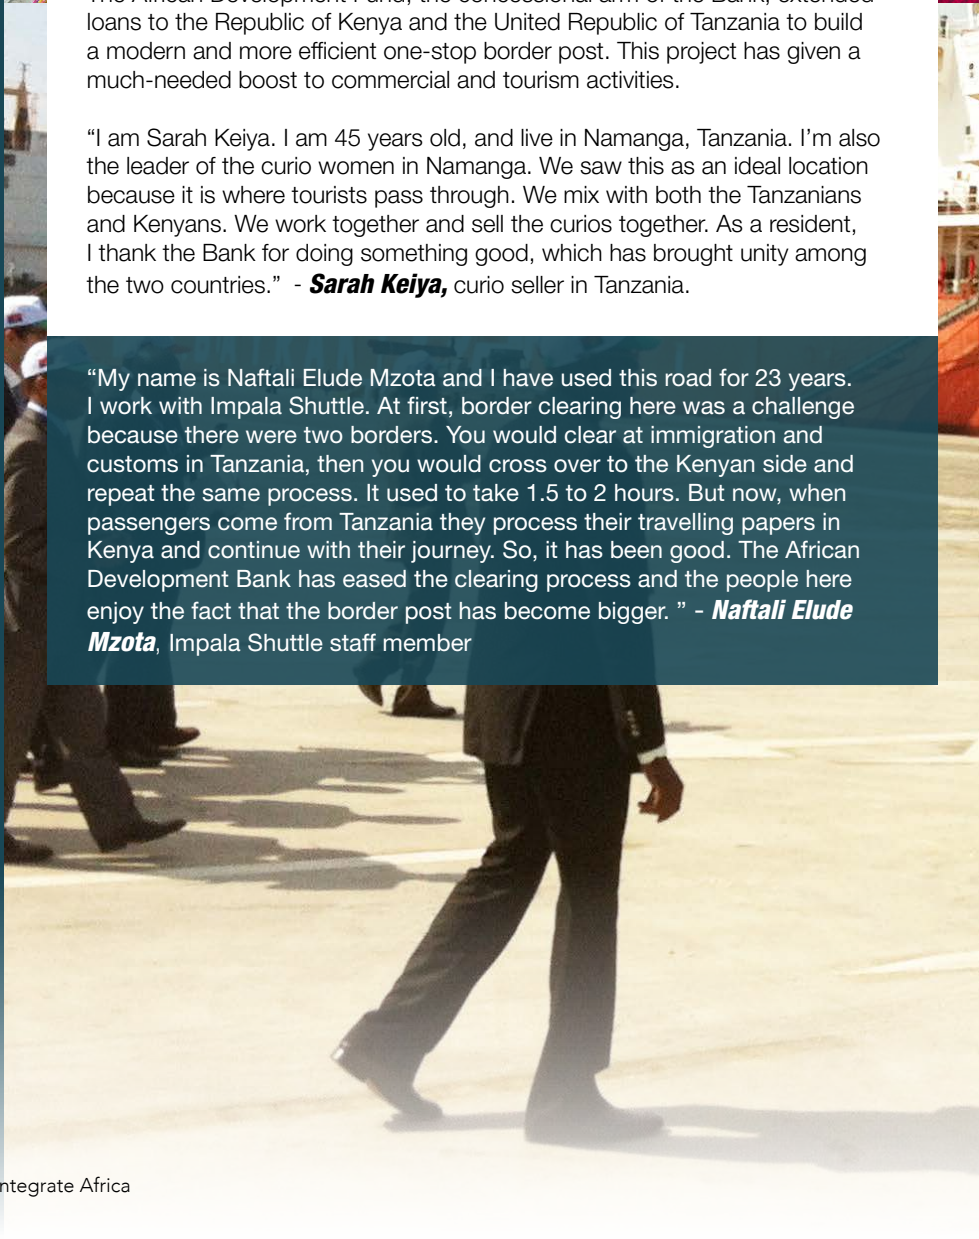 The African Development Fund, the concessional arm of the Bank, extended
loans to the Republic of Kenya and the United Republic of Tanzania to build
a modern and more efficient one-stop border post. This project has given a
much-needed boost to commercial and tourism activities.
“I am Sarah Keiya. I am 45 years old, and live in Namanga, Tanzania. I’m also
the leader of the curio women in Namanga. We saw this as an ideal location
because it is where tourists pass through. We mix with both the Tanzanians
and Kenyans. We work together and sell the curios together. As a resident,
I thank the Bank for doing something good, which has brought unity among
the two countries.” - Sarah Keiya, curio seller in Tanzania.
“My name is Naftali Elude Mzota and I have used this road for 23 years.
I work with Impala Shuttle. At first, border clearing here was a challenge
because there were two borders. You would clear at immigration and
customs in Tanzania, then you would cross over to the Kenyan side and
repeat the same process. It used to take 1.5 to 2 hours. But now, when
passengers come from Tanzania they process their travelling papers in
Kenya and continue with their journey. So, it has been good. The African
Development Bank has eased the clearing process and the people here
enjoy the fact that the border post has become bigger. ” - Naftali Elude
Mzota, Impala Shuttle staff member
ntegrate Africa